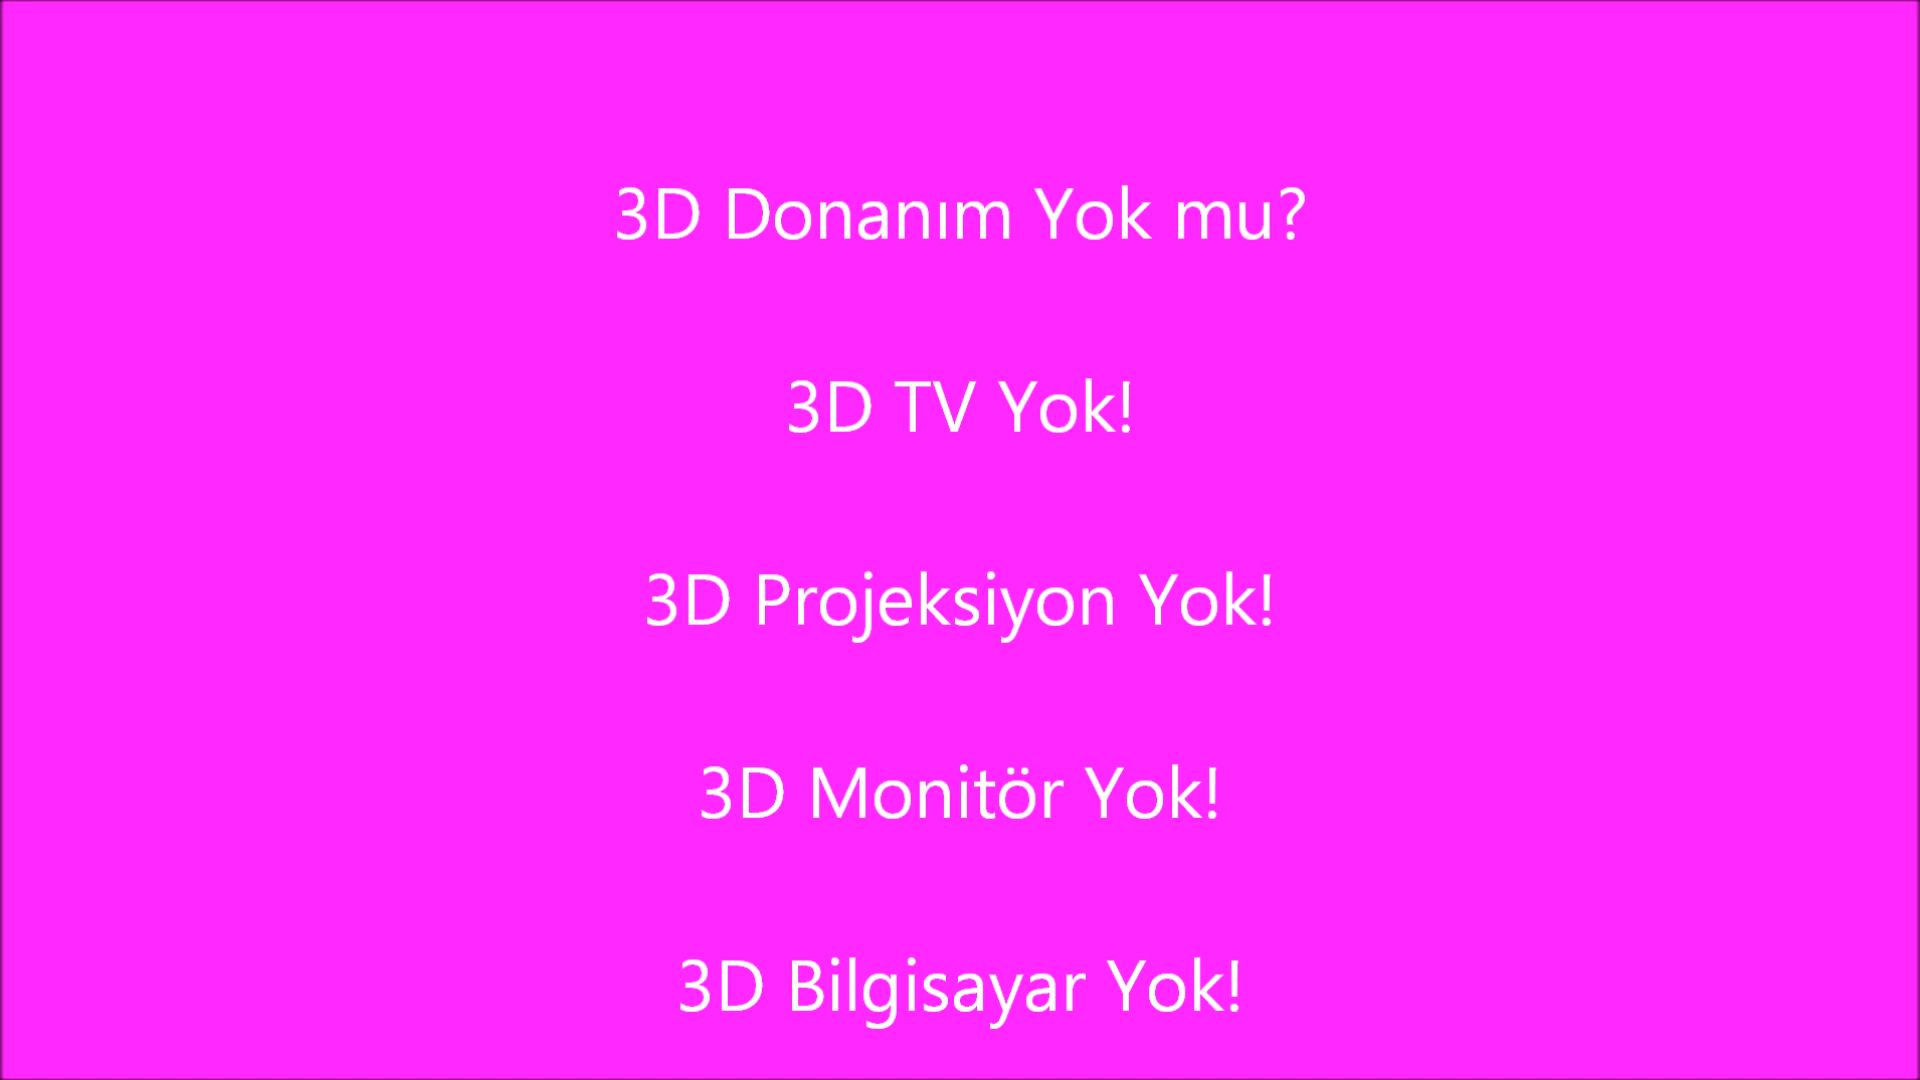 3D Donanım Yok mu?
3D TV Yok!
3D Projeksiyon Yok!
3D Monitör Yok!
3D Bilgisayar Yok!